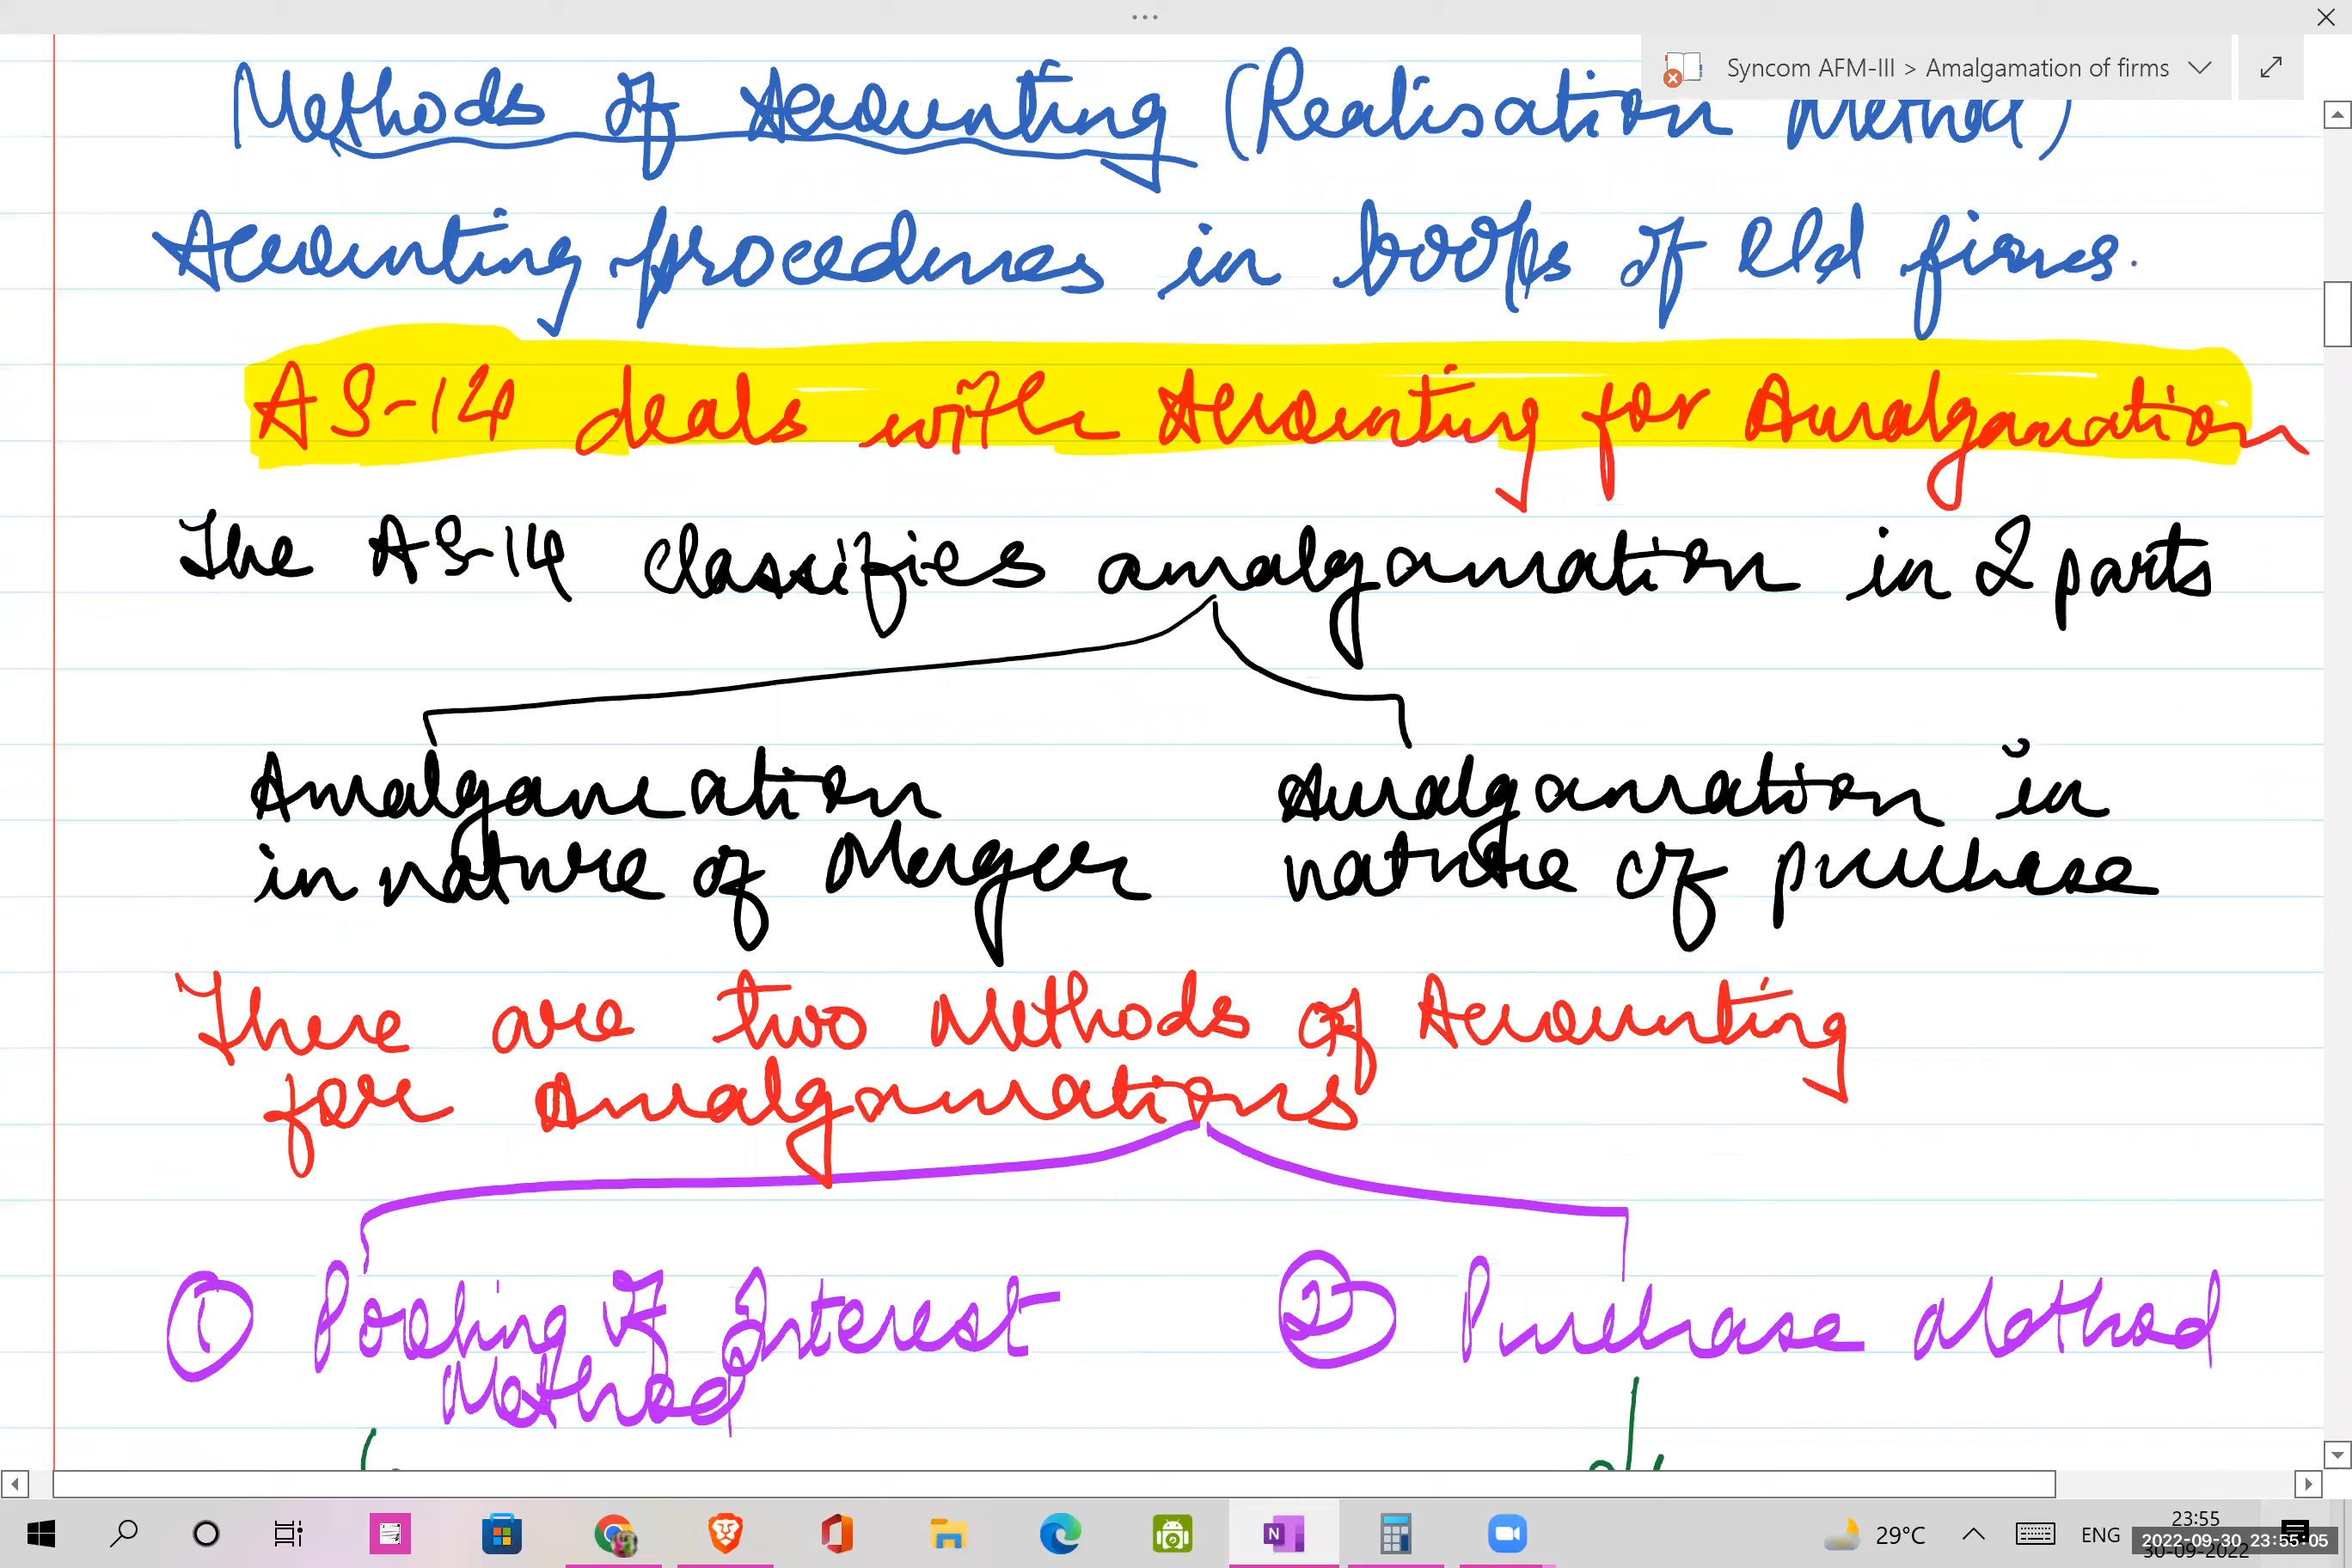 Syncom AFM-III > Amalgamation of firms
Methods of Accounting (Realisation Method)
Accounting procedures in books of old firms.
AS-14 deals with Accounting for Amalgamation
The AS-14 classifies amalgamation in 2 parts
Amalgamation in nature of Merger
Amalgamation in nature of purchase
There are two Methods of Accounting
for Amalgamations
① Pooling of Interest Method
② Purchase Method
29°C
ENG
23:55
30-09-2022
2022-09-30 23:55:05